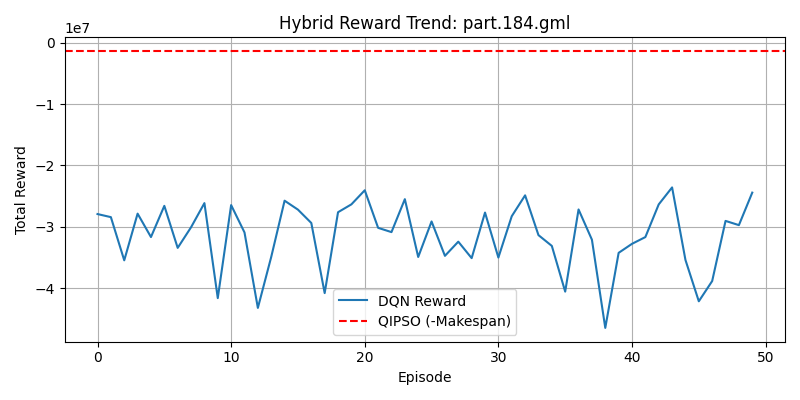 Hybrid Reward Trend: part.184.gml
1e7
0
−1
−2
−3
−4
Total Reward
DQN Reward
QIPSO (-Makespan)
0 10 20 30 40 50
Episode